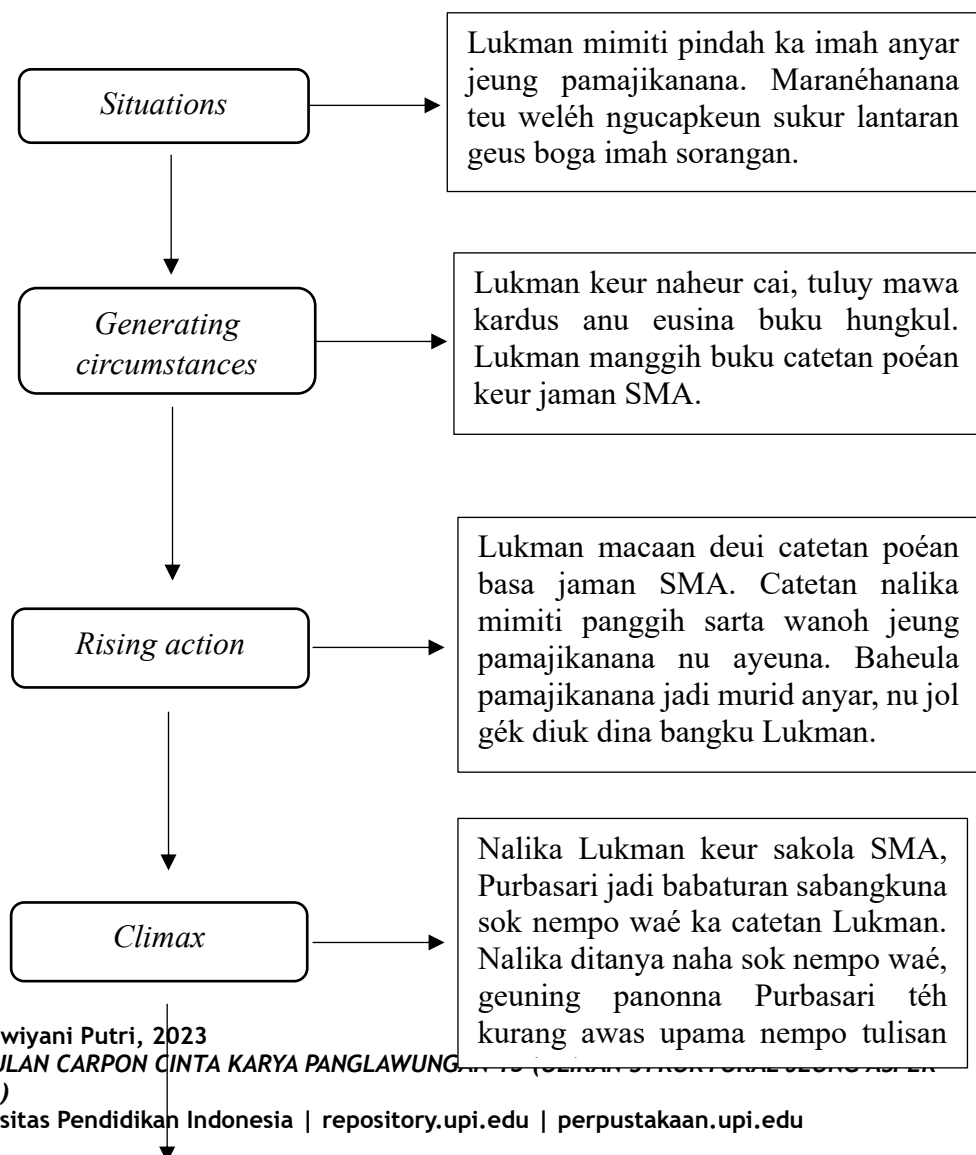 Situations
Lukman mimiti pindah ka imah anyar
jeung pamajikanana. Maranéhanana
teu weléh ngucapkeun sukur lantaran
geus boga imah sorangan.
Generating
circumstances
Lukman keur naheur cai, tuluy mawa
kardus anu eusina buku hungkul.
Lukman manggih buku catetan poéan
keur jaman SMA.
Rising action
Lukman macaan deui catetan poéan
basa jaman SMA. Catetan nalika
mimiti panggih sarta wanoh jeung
pamajikanana nu ayeuna. Baheula
pamajikanana jadi murid anyar, nu jol
gék diuk dina bangku Lukman.
Climax
Nalika Lukman keur sakola SMA,
Purbasari jadi babaturan sabangkuna
sok nempo waé ka catetan Lukman.
Nalika ditanya naha sok nempo waé,
geuning panonna Purbasari téh
kurang awas upama nempo tulisan
wiyani Putri, 2023
ULAN CARPON CINTA KARYA PANGLAWUNGAN
)
sitas Pendidikan Indonesia | repository.upi.edu | perpustakaan.upi.edu